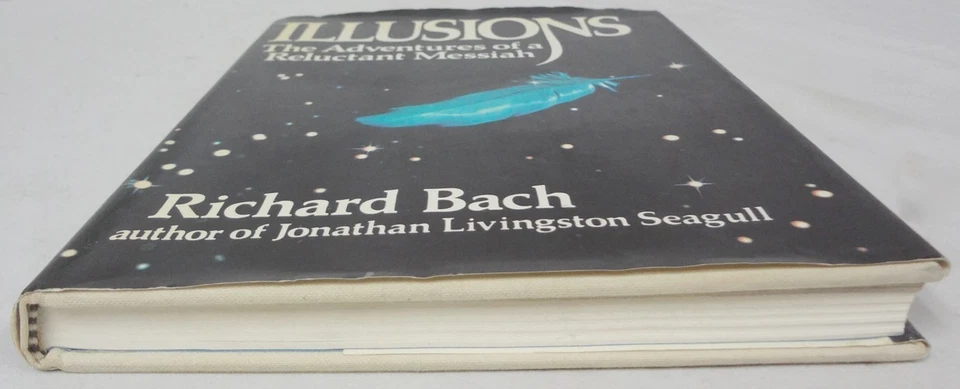 ILLUSIONS
The Adventures of a
Reluctant Messiah
Richard Bach
author of Jonathan Livingston Seagull